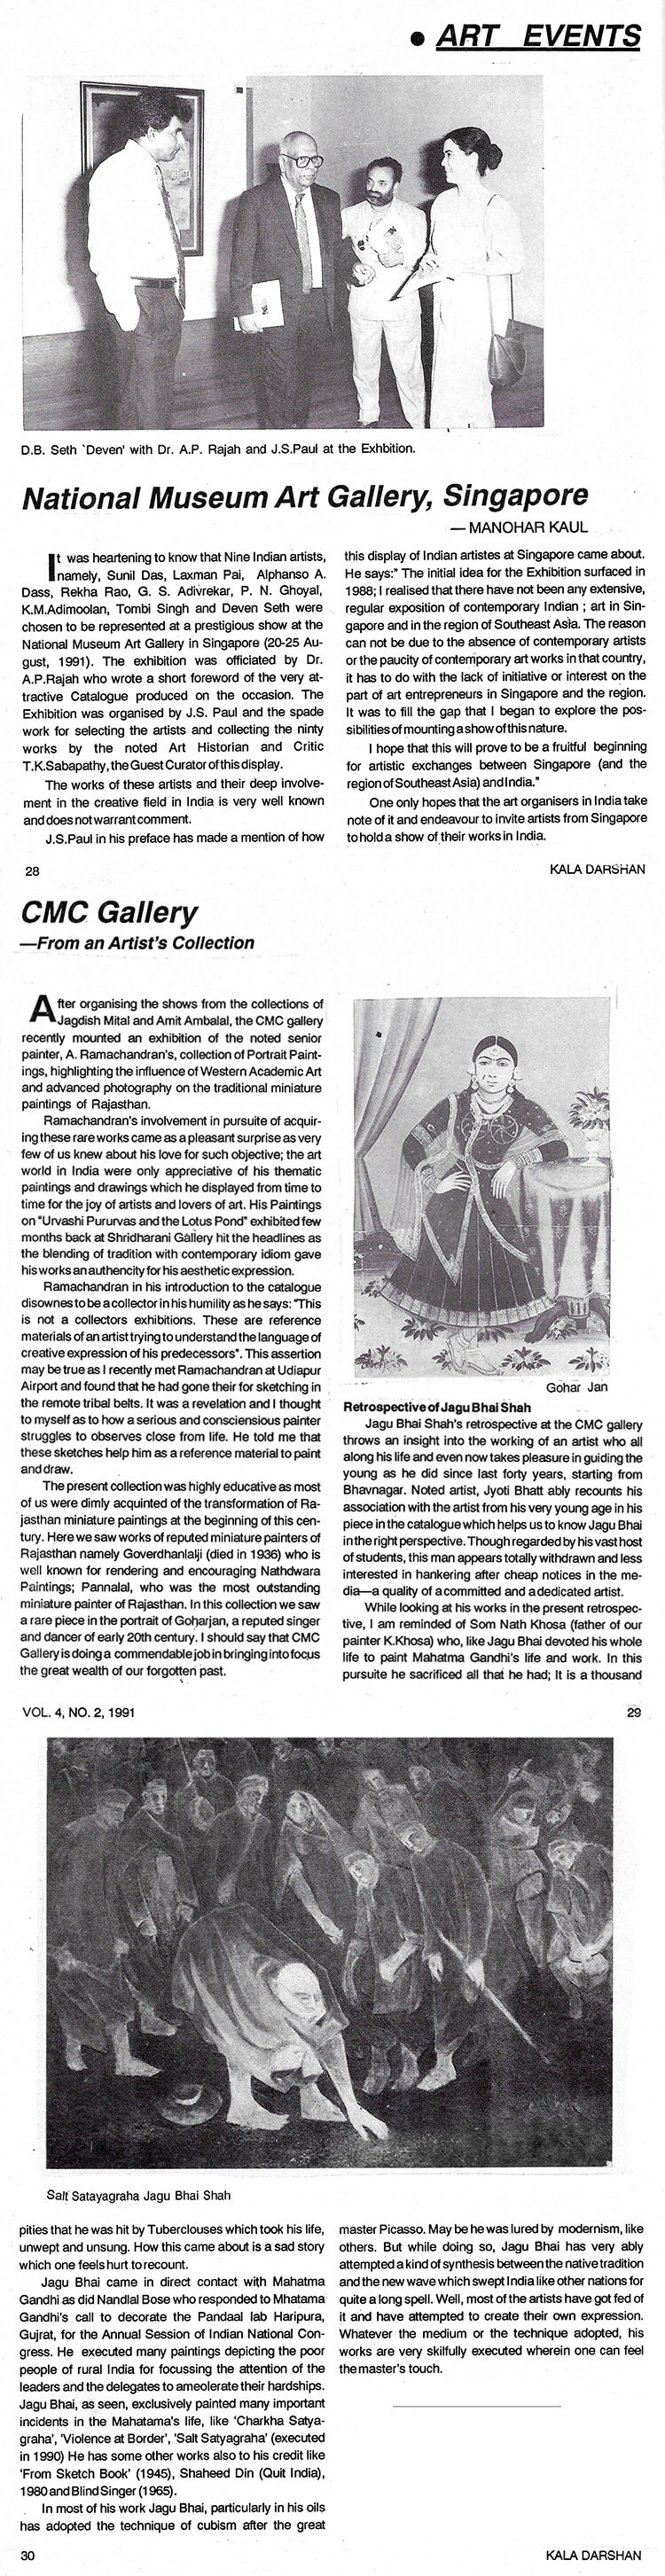 • ART EVENTS
D.B. Seth `Deven' with Dr. A.P. Rajah and J.S.Paul at the Exhbition.
National Museum Art Gallery, Singapore
— MANOHAR KAUL
It was heartening to know that Nine Indian artists,
namely, Sunil Das, Laxman Pai, Alphanso A.
Dass, Rekha Rao, G. S. Adivrekar, P. N. Ghoyal,
K.M.Adimoolan, Tombi Singh and Deven Seth were
chosen to be represented at a prestigious show at the
National Museum Art Gallery in Singapore (20-25 Au-
gust, 1991). The exhibition was officiated by Dr.
A.P.Rajah who wrote a short foreword of the very at-
tractive Catalogue produced on the occasion. The
Exhibition was organised by J.S. Paul and the spade
work for selecting the artists and collecting the ninty
works by the noted Art Historian and Critic
T.K.Sabapathy, the Guest Curator of this display.
The works of these artists and their deep involve-
ment in the creative field in India is very well known
and does not warrant comment.
J.S.Paul in his preface has made a mention of how
this display of Indian artistes at Singapore came about.
He says:" The initial idea for the Exhibition surfaced in
1988; I realised that there have not been any extensive,
regular exposition of contemporary Indian ; art in Sin-
gapore and in the region of Southeast Asia. The reason
can not be due to the absence of contemporary artists
or the paucity of contemporary art works in that country,
it has to do with the lack of initiative or interest on the
part of art entrepreneurs in Singapore and the region.
It was to fill the gap that I began to explore the pos-
sibilities of mounting a show of this nature.
I hope that this will prove to be a fruitful beginning
for artistic exchanges between Singapore (and the
region of Southeast Asia) and India."
One only hopes that the art organisers in India take
note of it and endeavour to invite artists from Singapore
to hold a show of their works in India.
28
KALA DARSHAN
CMC Gallery
—From an Artist's Collection
After organising the shows from the collections of
Jagdish Mital and Amit Ambalal, the CMC gallery
recently mounted an exhibition of the noted senior
painter, A. Ramachandran's, collection of Portrait Paint-
ings, highlighting the influence of Western Academic Art
and advanced photography on the traditional miniature
paintings of Rajasthan.
Ramachandran's involvement in pursuite of acquir-
ing these rare works came as a pleasant surprise as very
few of us knew about his love for such objective; the art
world in India were only appreciative of his thematic
paintings and drawings which he displayed from time to
time for the joy of artists and lovers of art. His Paintings
on "Urvashi Pururvas and the Lotus Pond" exhibited few
months back at Shridharani Gallery hit the headlines as
the blending of tradition with contemporary idiom gave
his works an authencity for his aesthetic expression.
Ramachandran in his introduction to the catalogue
disownes to be a collector in his humility as he says: "This
is not a collectors exhibitions. These are reference
materials of an artist trying to understand the language of
creative expression of his predecessors". This assertion
may be true as I recently met Ramachandran at Udiapur
Airport and found that he had gone their for sketching in
the remote tribal belts. It was a revelation and I thought
to myself as to how a serious and consciensious painter
struggles to observes close from life. He told me that
these sketches help him as a reference material to paint
and draw.
The present collection was highly educative as most
of us were dimly acquinted of the transformation of Ra-
jasthan miniature paintings at the beginning of this cen-
tury. Here we saw works of reputed miniature painters of
Rajasthan namely Goverdhanlalji (died in 1936) who is
well known for rendering and encouraging Nathdwara
Paintings; Pannalal, who was the most outstanding
miniature painter of Rajasthan. In this collection we saw
a rare piece in the portrait of Goharjan, a reputed singer
and dancer of early 20th century. I should say that CMC
Gallery is doing a commendable job in bringing into focus
the great wealth of our forgotten past.
Gohar Jan
Retrospective of Jagu Bhai Shah
Jagu Bhai Shah's retrospective at the CMC gallery
throws an insight into the working of an artist who all
along his life and even now takes pleasure in guiding the
young as he did since last forty years, starting from
Bhavnagar. Noted artist, Jyoti Bhatt ably recounts his
association with the artist from his very young age in his
piece in the catalogue which helps us to know Jagu Bhai
in the right perspective. Though regarded by his vast host
of students, this man appears totally withdrawn and less
interested in hankering after cheap notices in the me-
dia—a quality of a committed and a dedicated artist.
While looking at his works in the present retrospec-
tive, I am reminded of Som Nath Khosa (father of our
painter K.Khosa) who, like Jagu Bhai devoted his whole
life to paint Mahatma Gandhi's life and work. In this
pursuite he sacrificed all that he had; It is a thousand
VOL. 4, NO. 2, 1991
29
Salt Satayagraha Jagu Bhai Shah
pities that he was hit by Tuberclouses which took his life,
unwept and unsung. How this came about is a sad story
which one feels hurt to recount.
Jagu Bhai came in direct contact with Mahatma
Gandhi as did Nandlal Bose who responded to Mhatama
Gandhi's call to decorate the Pandaal lab Haripura,
Gujrat, for the Annual Session of Indian National Con-
gress. He executed many paintings depicting the poor
people of rural India for focussing the attention of the
leaders and the delegates to ameolerate their hardships.
Jagu Bhai, as seen, exclusively painted many important
incidents in the Mahatama's life, like 'Charkha Satya-
graha', 'Violence at Border', 'Salt Satyagraha' (executed
in 1990) He has some other works also to his credit like
'From Sketch Book' (1945), Shaheed Din (Quit India),
1980 and Blind Singer (1965).
In most of his work Jagu Bhai, particularly in his oils
has adopted the technique of cubism after the great
master Picasso. May be he was lured by modernism, like
others. But while doing so, Jagu Bhai has very ably
attempted a kind of synthesis between the native tradition
and the new wave which swept India like other nations for
quite a long spell. Well, most of the artists have got fed of
it and have attempted to create their own expression.
Whatever the medium or the technique adopted, his
works are very skilfully executed wherein one can feel
the master's touch.
30
KALA DARSHAN